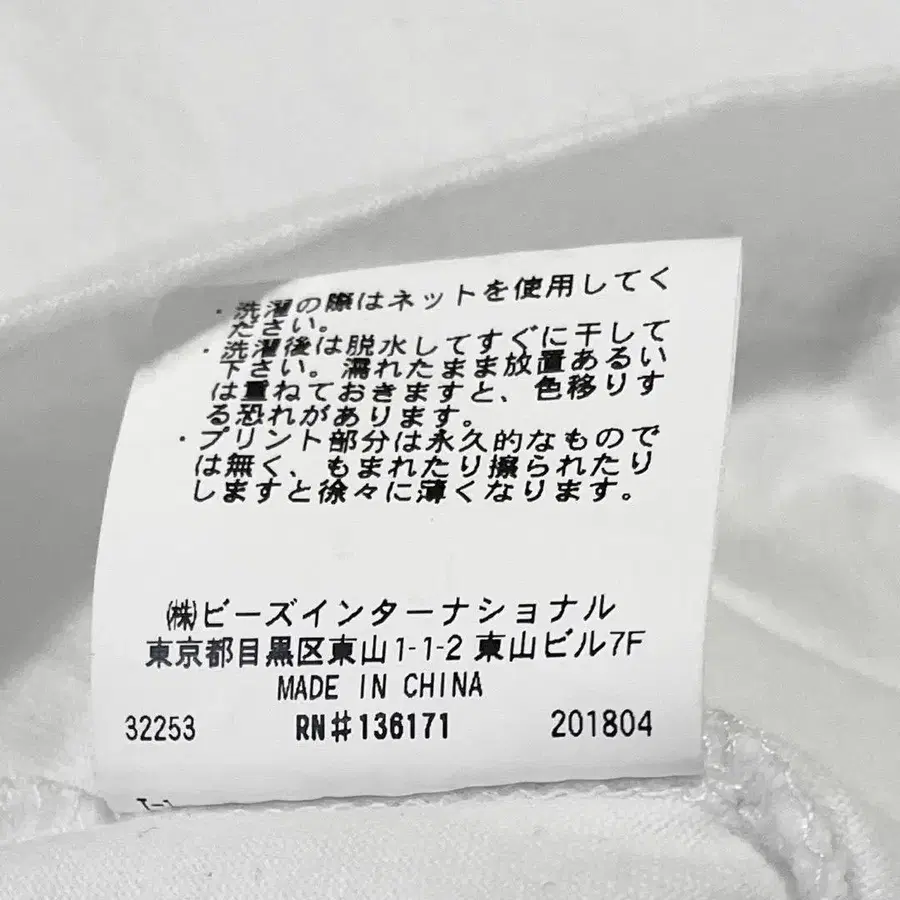 ・洗濯の際はネットを使用してく
ださい。
・洗濯後は脱水してすぐに干して
下さい。濡れたまま放置あるい
は重ねておきますと、色移りす
る恐れがあります。
・プリント部分は永久的なもので
は無く、もまれたり擦られたり
しますと徐々に薄くなります。
㈱ビーズインターナショナル
東京都目黒区東山1-1-2 東山ビル7F
MADE IN CHINA
32253 RN#136171 201804